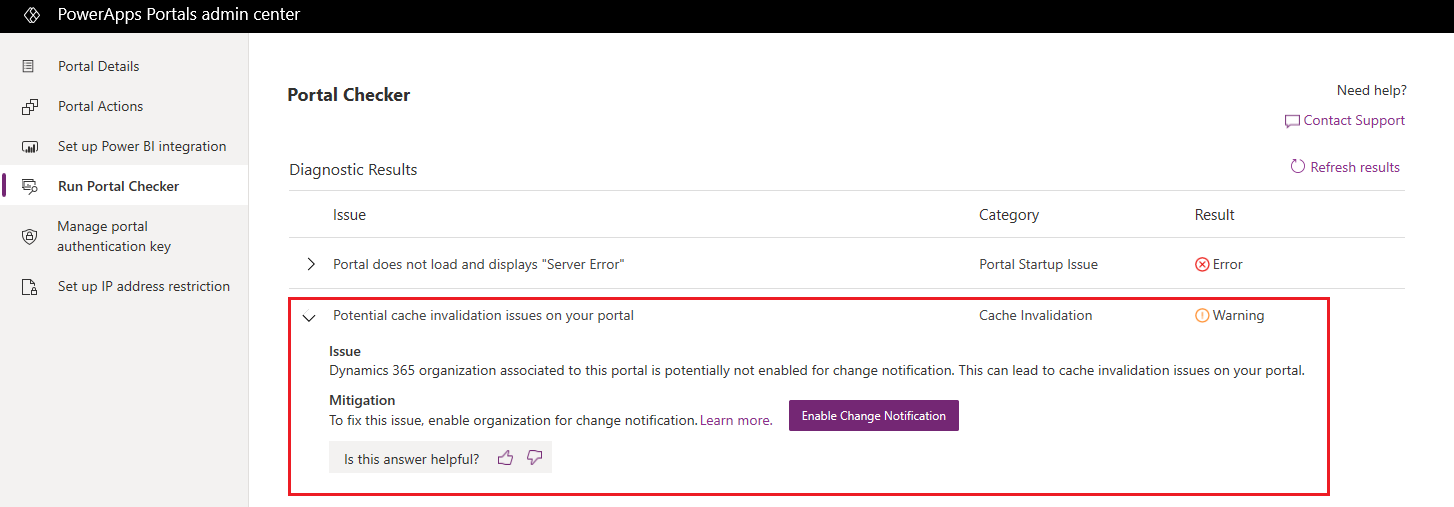 PowerApps Portals admin center
Portal Details
Portal Actions
Set up Power BI integration
Run Portal Checker
Manage portal
authentication key
Set up IP address restriction
Portal Checker
Need help?
Contact Support
Diagnostic Results
Refresh results
Issue Category Result
Portal does not load and displays "Server Error" Portal Startup Issue Error
Potential cache invalidation issues on your portal Cache Invalidation Warning
Issue
Dynamics 365 organization associated to this portal is potentially not enabled for change notification. This can lead to cache invalidation issues on your portal.
Mitigation
To fix this issue, enable organization for change notification. Learn more. Enable Change Notification
Is this answer helpful?